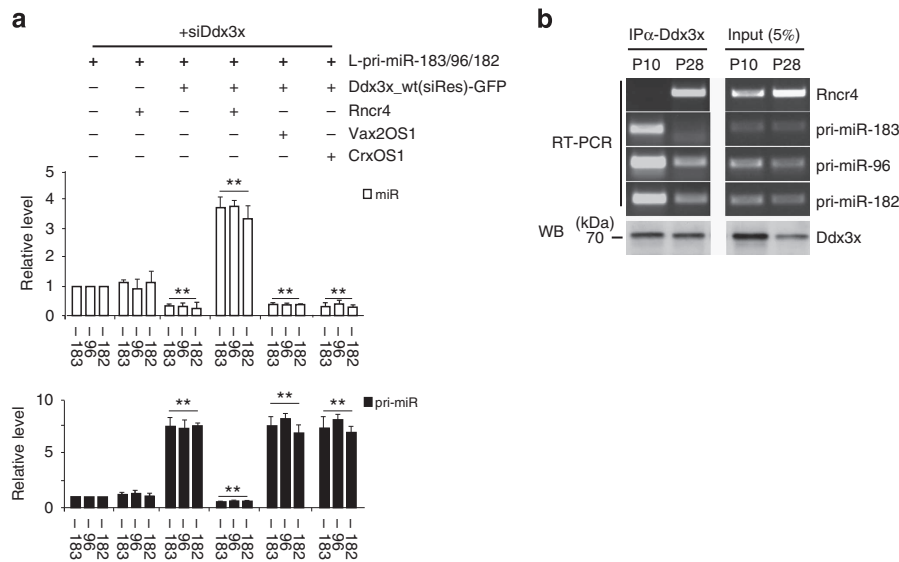 a
+siDdx3x
+ + + + + + L-pri-miR-183/96/182
– – + + + + Ddx3x_wt(siRes)-GFP
– + – + – – Rncr4
– – – – + – Vax2OS1
– – – – – + CrxOS1
5
4
3
2
1
0
Relative level
miR
** ** ** **
–183 –96 –182 –183 –96 –182 –183 –96 –182 –183 –96 –182 –183 –96 –182 –183 –96 –182
10
5
0
Relative level
pri-miR
** ** ** **
–183 –96 –182 –183 –96 –182 –183 –96 –182 –183 –96 –182 –183 –96 –182 –183 –96 –182
b
IPα-Ddx3x Input (5%)
P10 P28 P10 P28
RT-PCR
Rncr4
pri-miR-183
pri-miR-96
pri-miR-182
WB (kDa)
70 –
Ddx3x